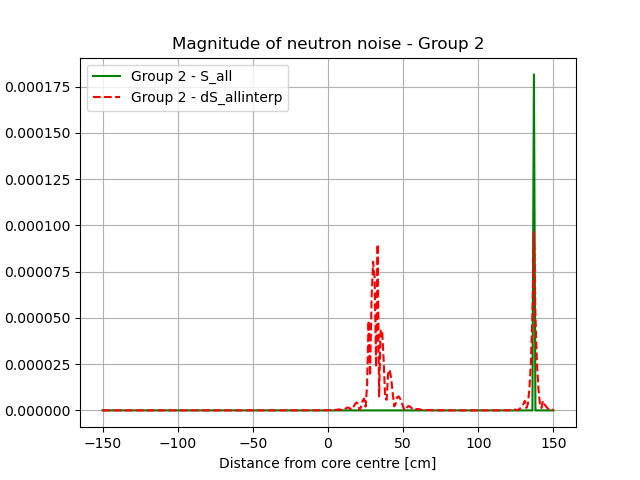 Magnitude of neutron noise - Group 2
Group 2 - S_all
Group 2 - dS_allinterp
0.000175
0.000150
0.000125
0.000100
0.000075
0.000050
0.000025
0.000000
−150 −100 −50 0 50 100 150
Distance from core centre [cm]